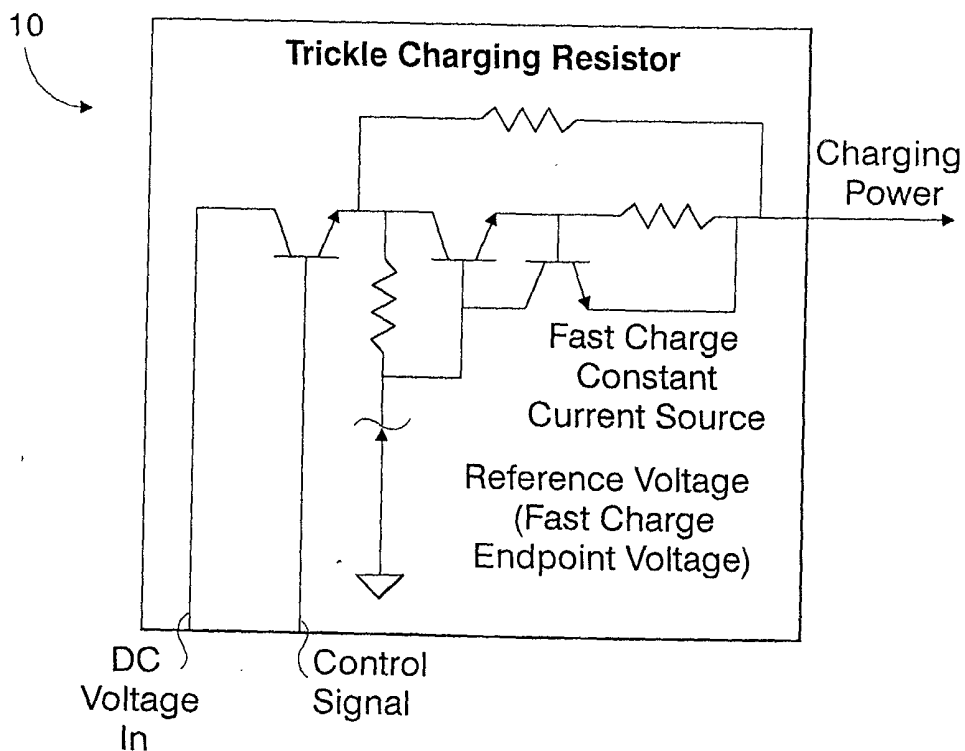 10
Trickle Charging Resistor
Charging
Power
Fast Charge
Constant
Current Source
Reference Voltage
(Fast Charge
Endpoint Voltage)
DC
Voltage
In
Control
Signal